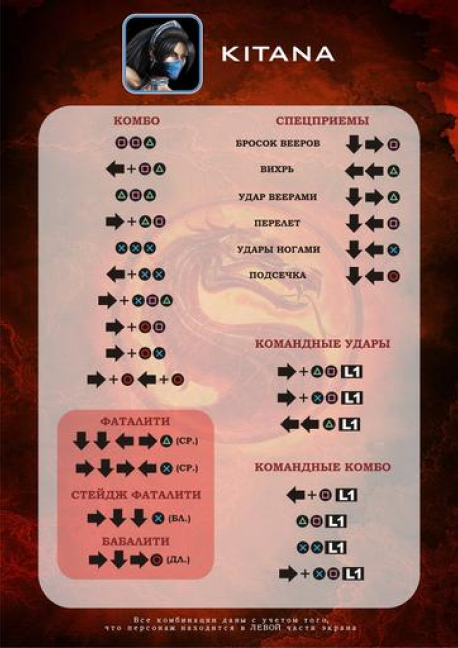 KITANA
КОМБО
СПЕЦПРИЕМЫ
БРОСОК ВЕЕРОВ
ВИХРЬ
УДАР ВЕЕРАМИ
ПЕРЕЛЕТ
УДАРЫ НОГАМИ
ПОДСЕЧКА
КОМАНДНЫЕ УДАРЫ
L1
L1
L1
ФАТАЛИТИ
(СР.)
(СР.)
СТЕЙДЖ ФАТАЛИТИ
(БЛ.)
БАБАЛИТИ
(ДЛ.)
КОМАНДНЫЕ КОМБО
L1
L1
L1
L1
Все комбинации даны с учетом того,
что персонаж находится в ЛЕВОЙ части экрана